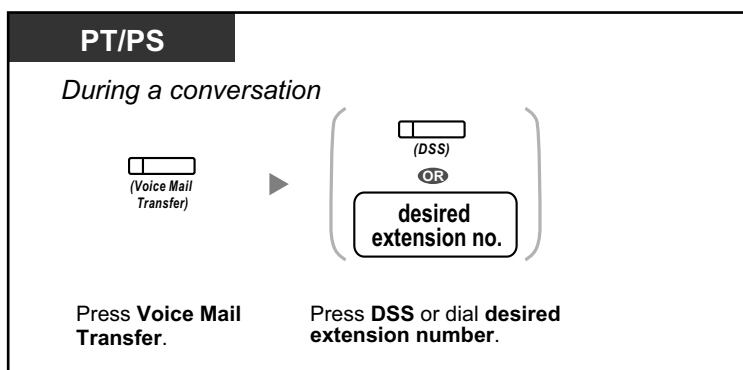 PT/PS
During a conversation
(Voice Mail
Transfer)
(DSS)
OR
desired
extension no.
Press Voice Mail
Transfer.
Press DSS or dial desired
extension number.